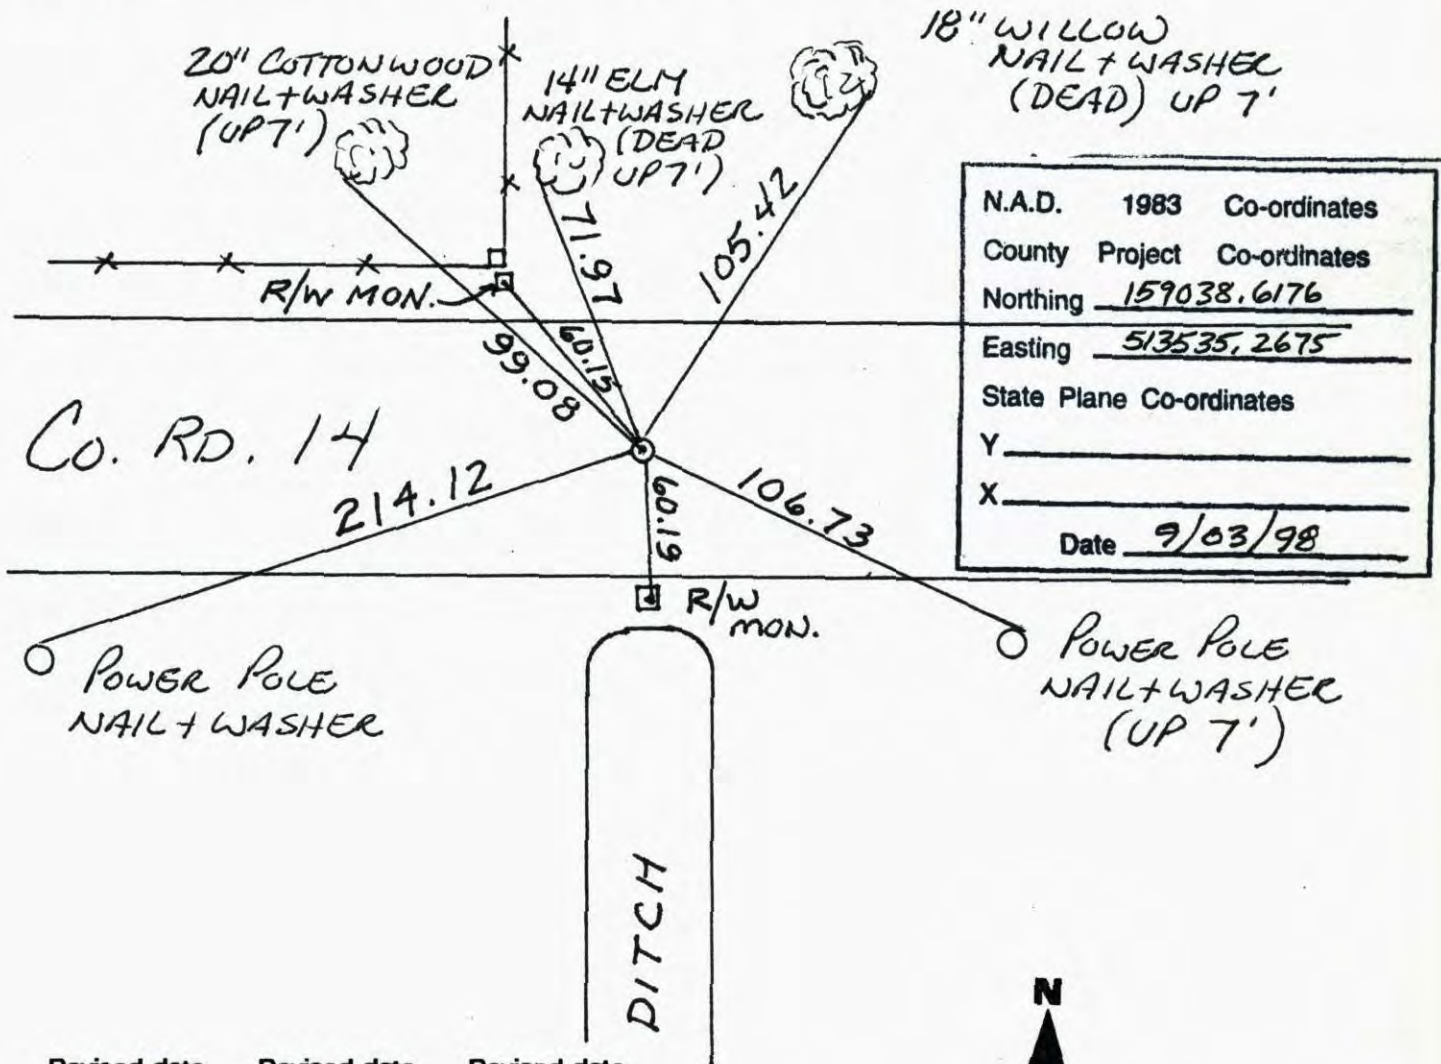 20" COTTONWOOD
NAIL+WASHER
(UP 7')
14" ELM
NAIL+WASHER
(DEAD
UP 7')
18" WILLOW
NAIL + WASHER
(DEAD) UP 7'
N.A.D. 1983 Co-ordinates
County Project Co-ordinates
Northing 159038.6176
Easting 513535.2675
State Plane Co-ordinates
Y
X
Date 9/03/98
R/W MON.
71.97
105.42
60.15
99.08
Co. RD. 14
214.12
60.19
106.73
R/W
MON.
POWER POLE
NAIL + WASHER
POWER POLE
NAIL+WASHER
(UP 7')
DITCH
N
Revised date Revised date Revised date